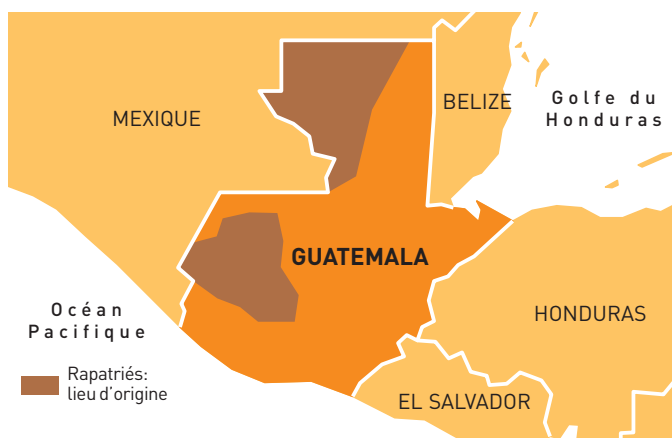 MEXIQUE
BELIZE
Golfe du
Honduras
GUATEMALA
Océan
Pacifique
HONDURAS
Rapatriés:
lieu d'origine
EL SALVADOR